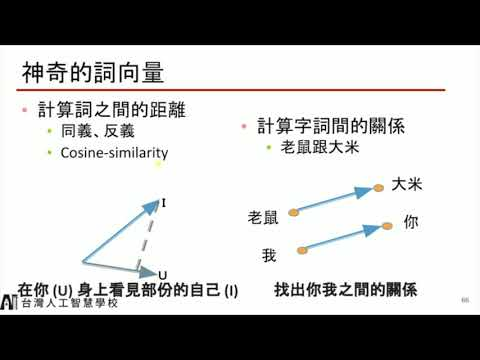 神奇的詞向量
• 計算詞之間的距離
• 同義、反義
• Cosine-similarity
I
U
在你 (U) 身上看見部份的自己 (I)
• 計算字詞間的關係
• 老鼠跟大米
大米
老鼠
你
我
找出你我之間的關係
AI 台灣人工智慧學校
66